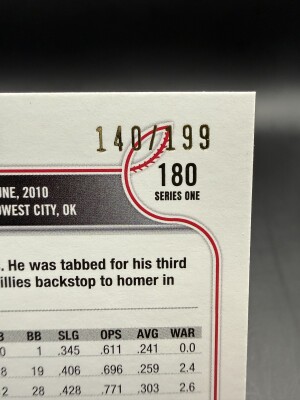 140/199
180
SERIES ONE
UNE, 2010
OWEST CITY, OK
. He was tabbed for his third
illies backstop to homer in
B BB SLG OPS AVG WAR
0 1 .345 .611 .241 0.0
8 19 .406 .696 .259 2.4
2 28 .428 .771 .303 2.6